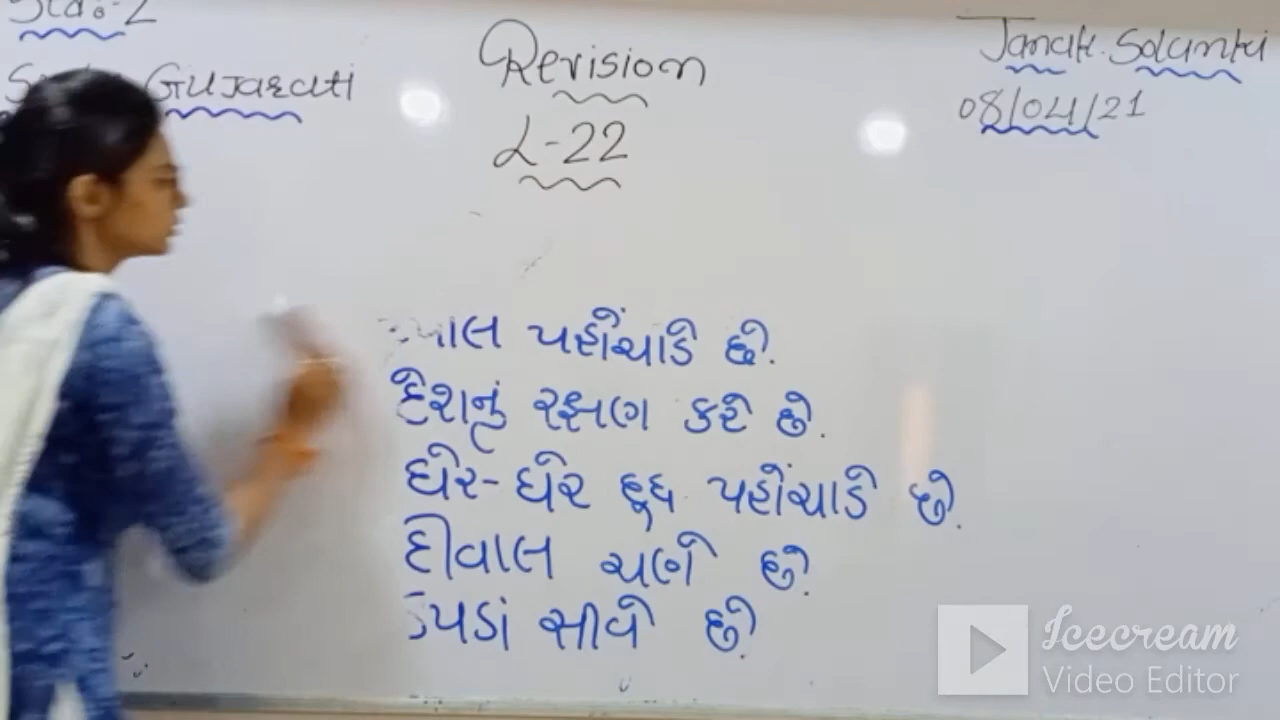 Std:-2
Revision
Janak. Solanki
Gujarati
08/04/21
L-22
પહોંચાડે છે.
દેશનું રક્ષણ કરે છે.
ઘેર-ઘેર દૂધ પહોંચાડે છે.
દીવાલ ચણે છે.
સીવે છે.
Icecream
Video Editor